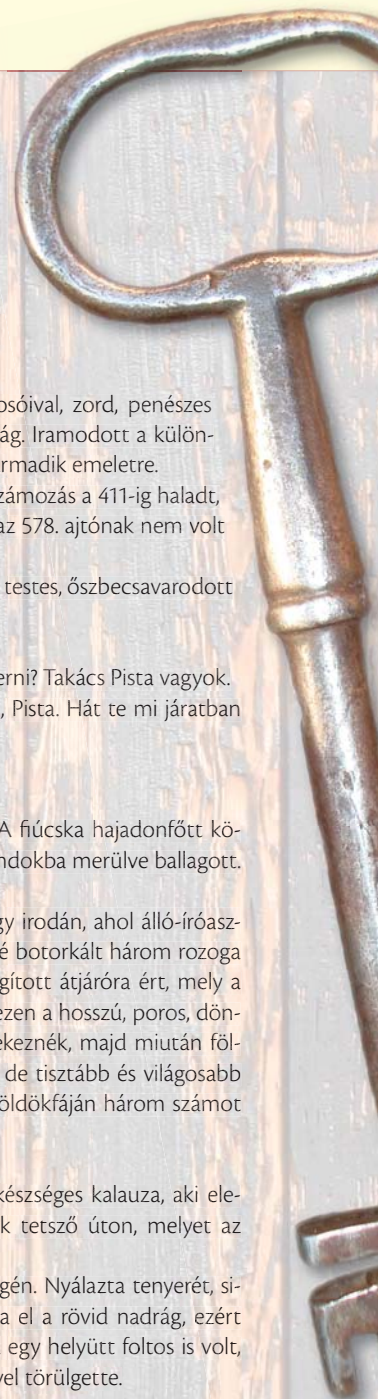 osóival, zord, penészes
ág. Iramodott a külön-
rmadik emeletre.
zámozás a 411-ig haladt,
az 578. ajtónak nem volt
testes, őszbecsavarodott
erni? Takács Pista vagyok.
, Pista. Hát te mi járatban
A fiúcska hajadonfőtt kö-
ndokba merülve ballagott.
gy irodán, ahol álló-íróasz-
é botorkált három rozoga
gított átjáróra ért, mely a
ezen a hosszú, poros, dön-
ekeznék, majd miután föl-
de tisztább és világosabb
öldökfáján három számot
készséges kalauza, aki ele-
k tetsző úton, melyet az
gén. Nyálazta tenyerét, si-
a el a rövid nadrág, ezért
egy helyütt foltos is volt,
vel törülgette.